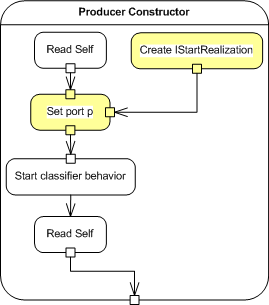 Producer Constructor
Read Self
Create IStartRealization
Set port p
Start classifier behavior
Read Self